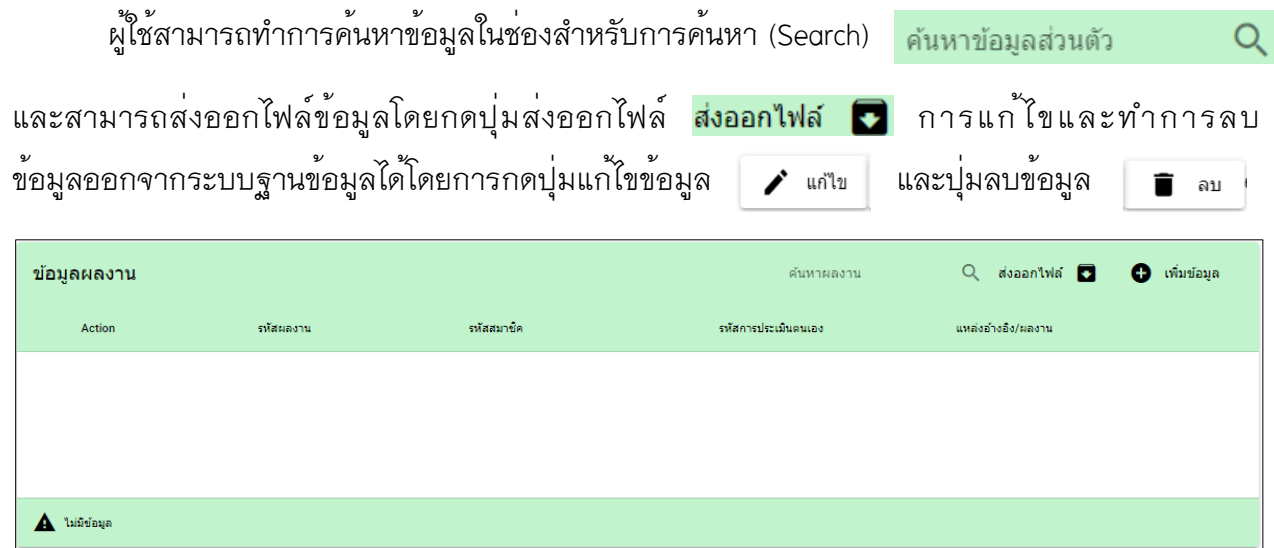 ผู้ใช้สามารถทำการค้นหาข้อมูลในช่องสำหรับการค้นหา (Search) ค้นหาข้อมูลส่วนตัว
และสามารถส่งออกไฟล์ข้อมูลโดยกดปุ่มส่งออกไฟล์ ส่งออกไฟล์ การแก้ไขและทำการลบ
ข้อมูลออกจากระบบฐานข้อมูลได้โดยการกดปุ่มแก้ไขข้อมูล แก้ไข และปุ่มลบข้อมูล ลบ
ข้อมูลผลงาน ค้นหาผลงาน ส่งออกไฟล์ เพิ่มข้อมูล
Action รหัสผลงาน รหัสสมาชิค รหัสการประเมินตนเอง แหล่งอ้างอิง/ผลงาน
ไม่มีข้อมูล